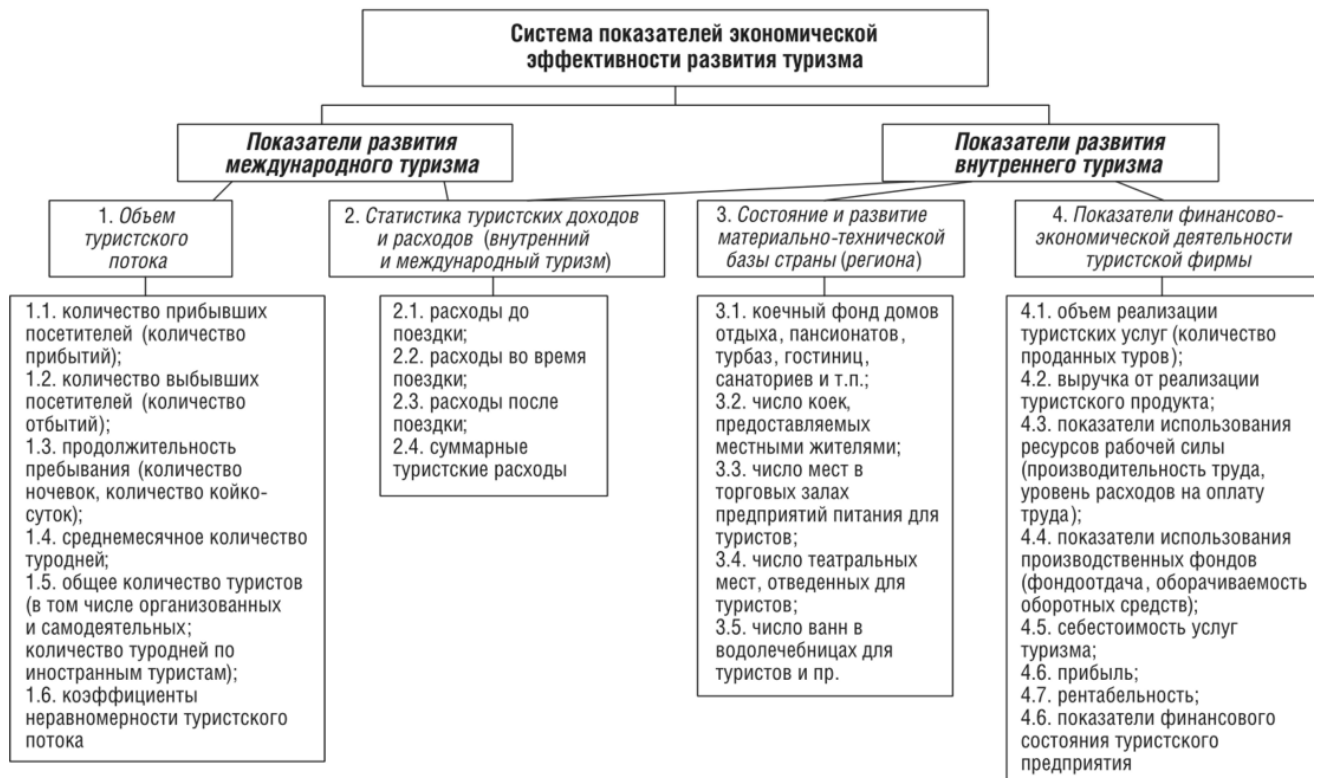 Система показателей экономической
эффективности развития туризма
Показатели развития
международного туризма
Показатели развития
внутреннего туризма
1. Объем
туристского
потока
2. Статистика туристских доходов
и расходов (внутренний
и международный туризм)
3. Состояние и развитие
материально-технической
базы страны (региона)
4. Показатели финансово-
экономической деятельности
туристской фирмы
1.1. количество прибывших
посетителей (количество
прибытий);
1.2. количество выбывших
посетителей (количество
отбытий);
1.3. продолжительность
пребывания (количество
ночевок, количество койко-
суток);
1.4. среднемесячное количество
туродней;
1.5. общее количество туристов
(в том числе организованных
и самодеятельных;
количество туродней по
иностранным туристам);
1.6. коэффициенты
неравномерности туристского
потока
2.1. расходы до
поездки;
2.2. расходы во время
поездки;
2.3. расходы после
поездки;
2.4. суммарные
туристские расходы
3.1. коечный фонд домов
отдыха, пансионатов,
турбаз, гостиниц,
санаториев и т.п.;
3.2. число коек,
предоставляемых
местными жителями;
3.3. число мест в
торговых залах
предприятий питания для
туристов;
3.4. число театральных
мест, отведенных для
туристов;
3.5. число ванн в
водолечебницах для
туристов и пр.
4.1. объем реализации
туристских услуг (количество
проданных туров);
4.2. выручка от реализации
туристского продукта;
4.3. показатели использования
ресурсов рабочей силы
(производительность труда,
уровень расходов на оплату
труда);
4.4. показатели использования
производственных фондов
(фондоотдача, оборачиваемость
оборотных средств);
4.5. себестоимость услуг
туризма;
4.6. прибыль;
4.7. рентабельность;
4.6. показатели финансового
состояния туристского
предприятия